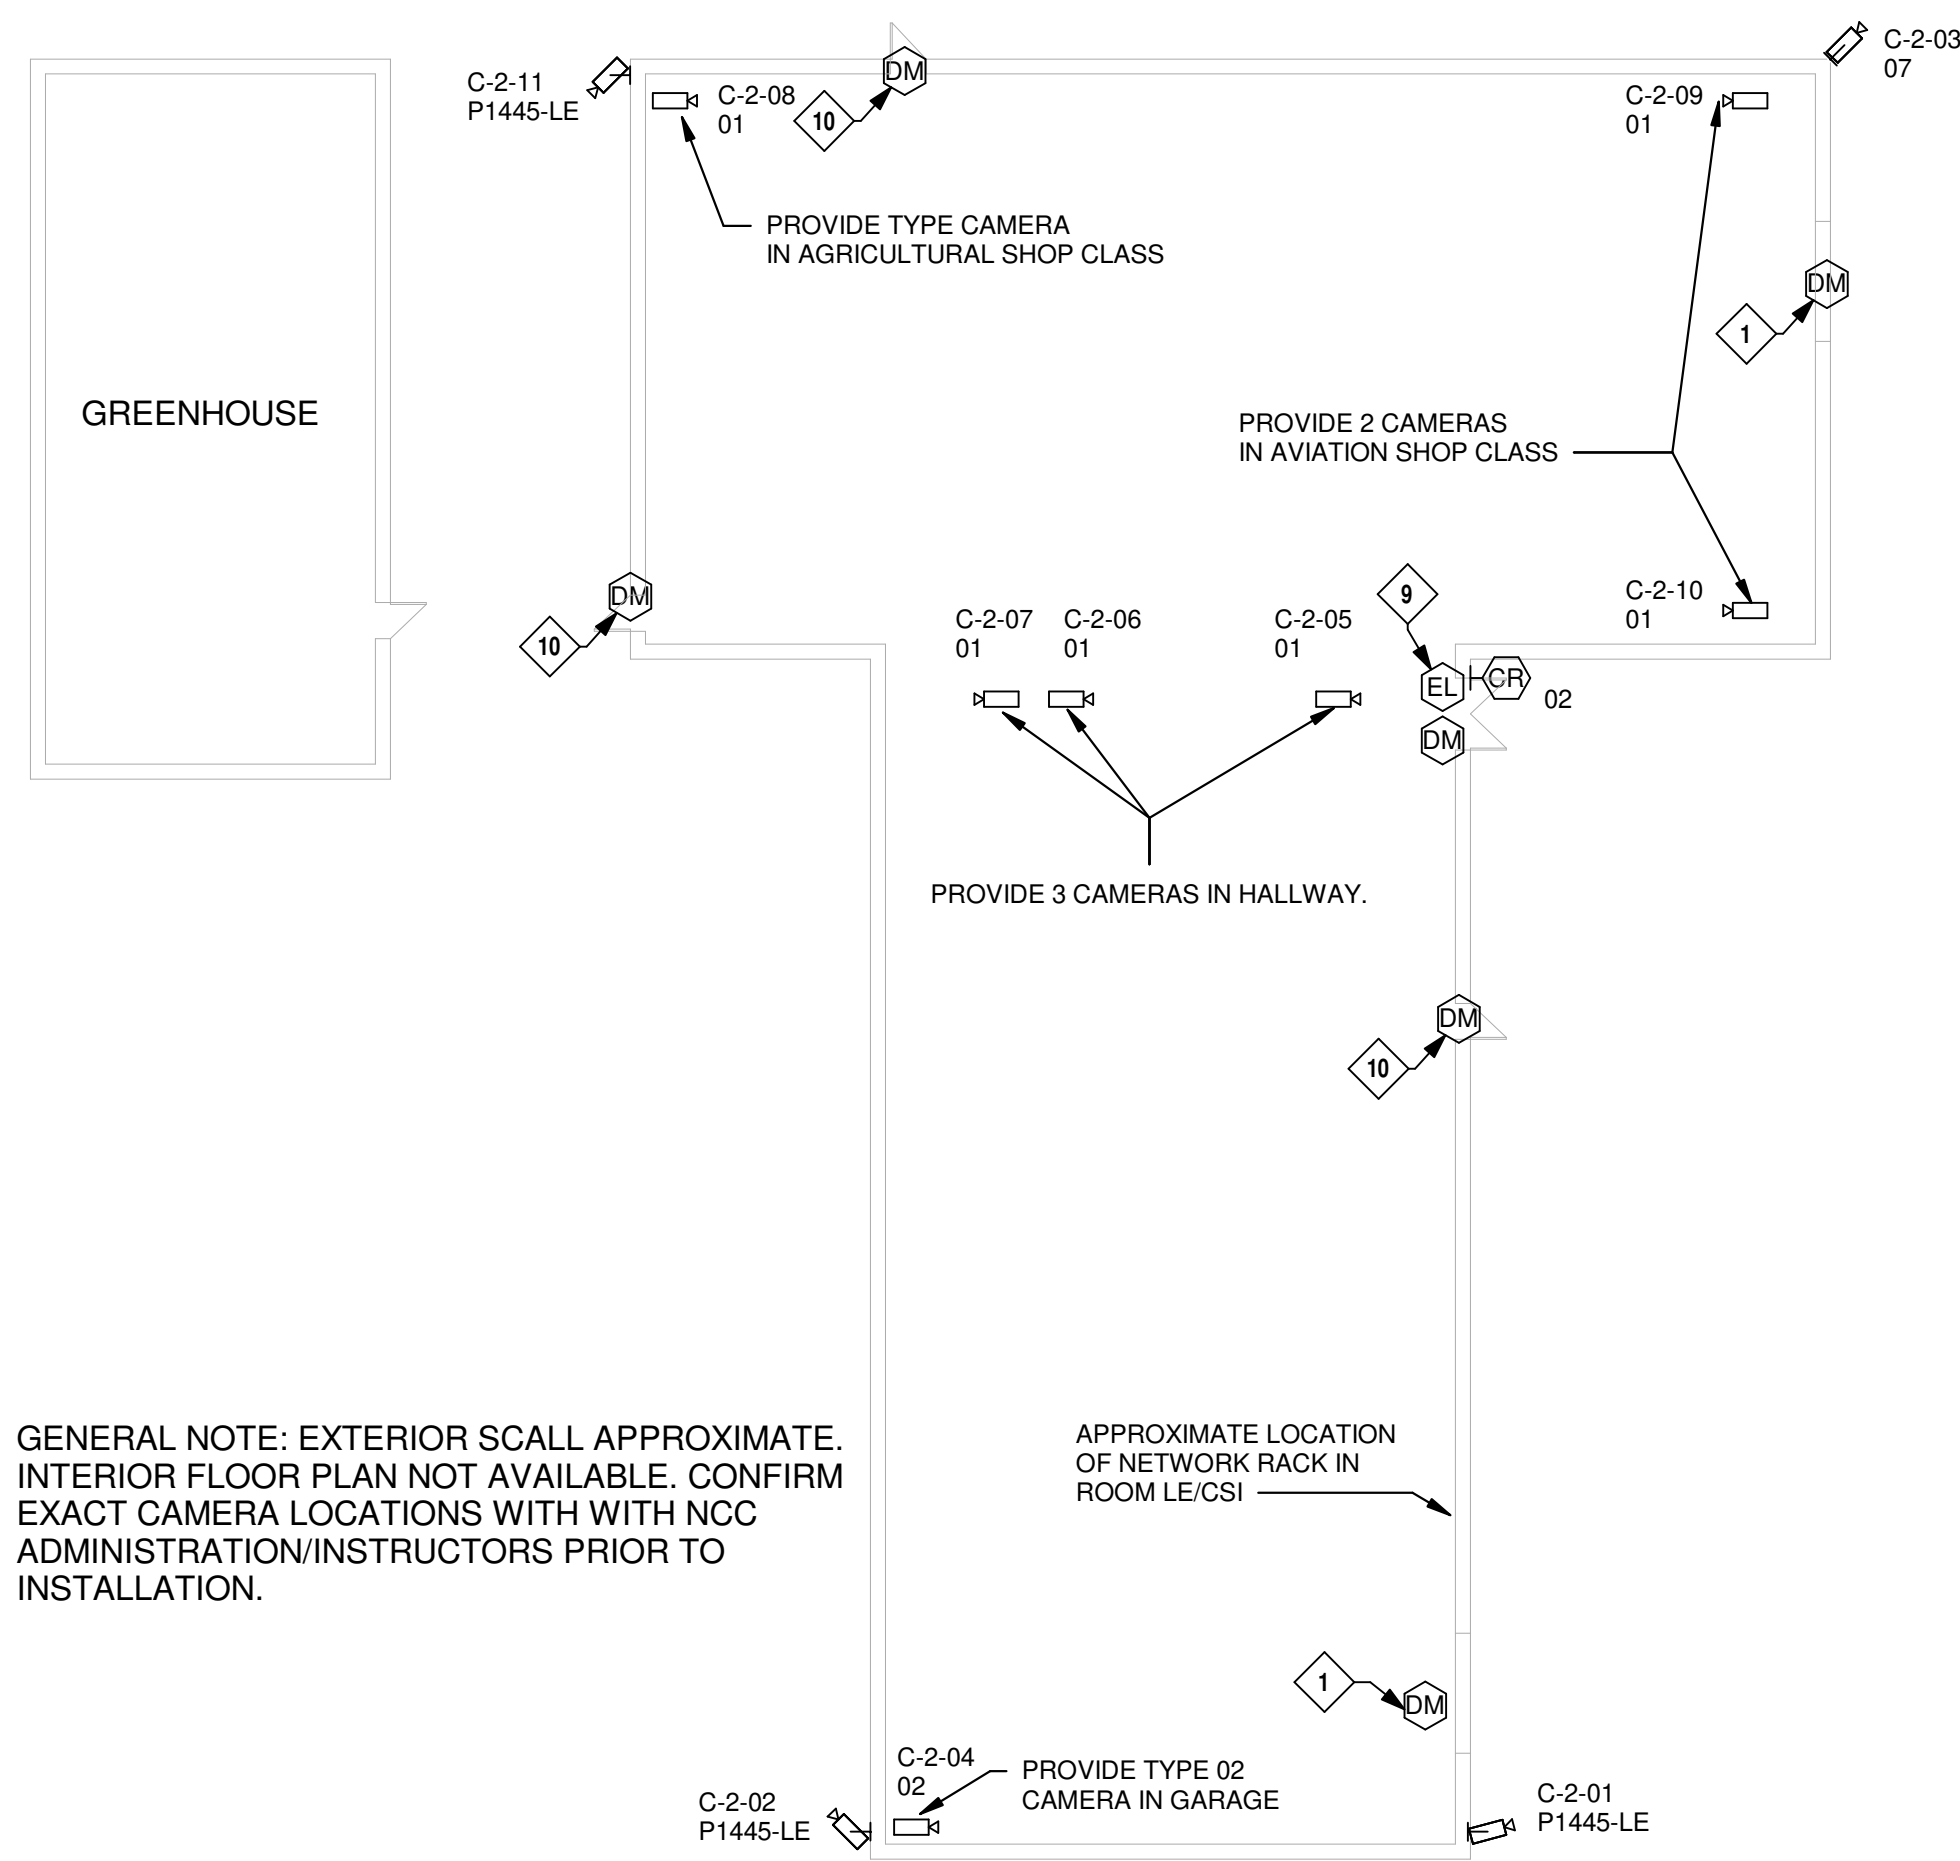 C-2-03
07
C-2-11
P1445-LE
DM
C-2-08
01
10
C-2-09
01
PROVIDE TYPE CAMERA
IN AGRICULTURAL SHOP CLASS
DM
1
GREENHOUSE
PROVIDE 2 CAMERAS
IN AVIATION SHOP CLASS
DM
10
C-2-07
01
C-2-06
01
C-2-05
01
9
C-2-10
01
EL
CR
02
DM
PROVIDE 3 CAMERAS IN HALLWAY.
DM
10
GENERAL NOTE: EXTERIOR SCALL APPROXIMATE.
INTERIOR FLOOR PLAN NOT AVAILABLE. CONFIRM
EXACT CAMERA LOCATIONS WITH WITH NCC
ADMINISTRATION/INSTRUCTORS PRIOR TO
INSTALLATION.
APPROXIMATE LOCATION
OF NETWORK RACK IN
ROOM LE/CSI
1
DM
C-2-04
02
PROVIDE TYPE 02
CAMERA IN GARAGE
C-2-02
P1445-LE
C-2-01
P1445-LE